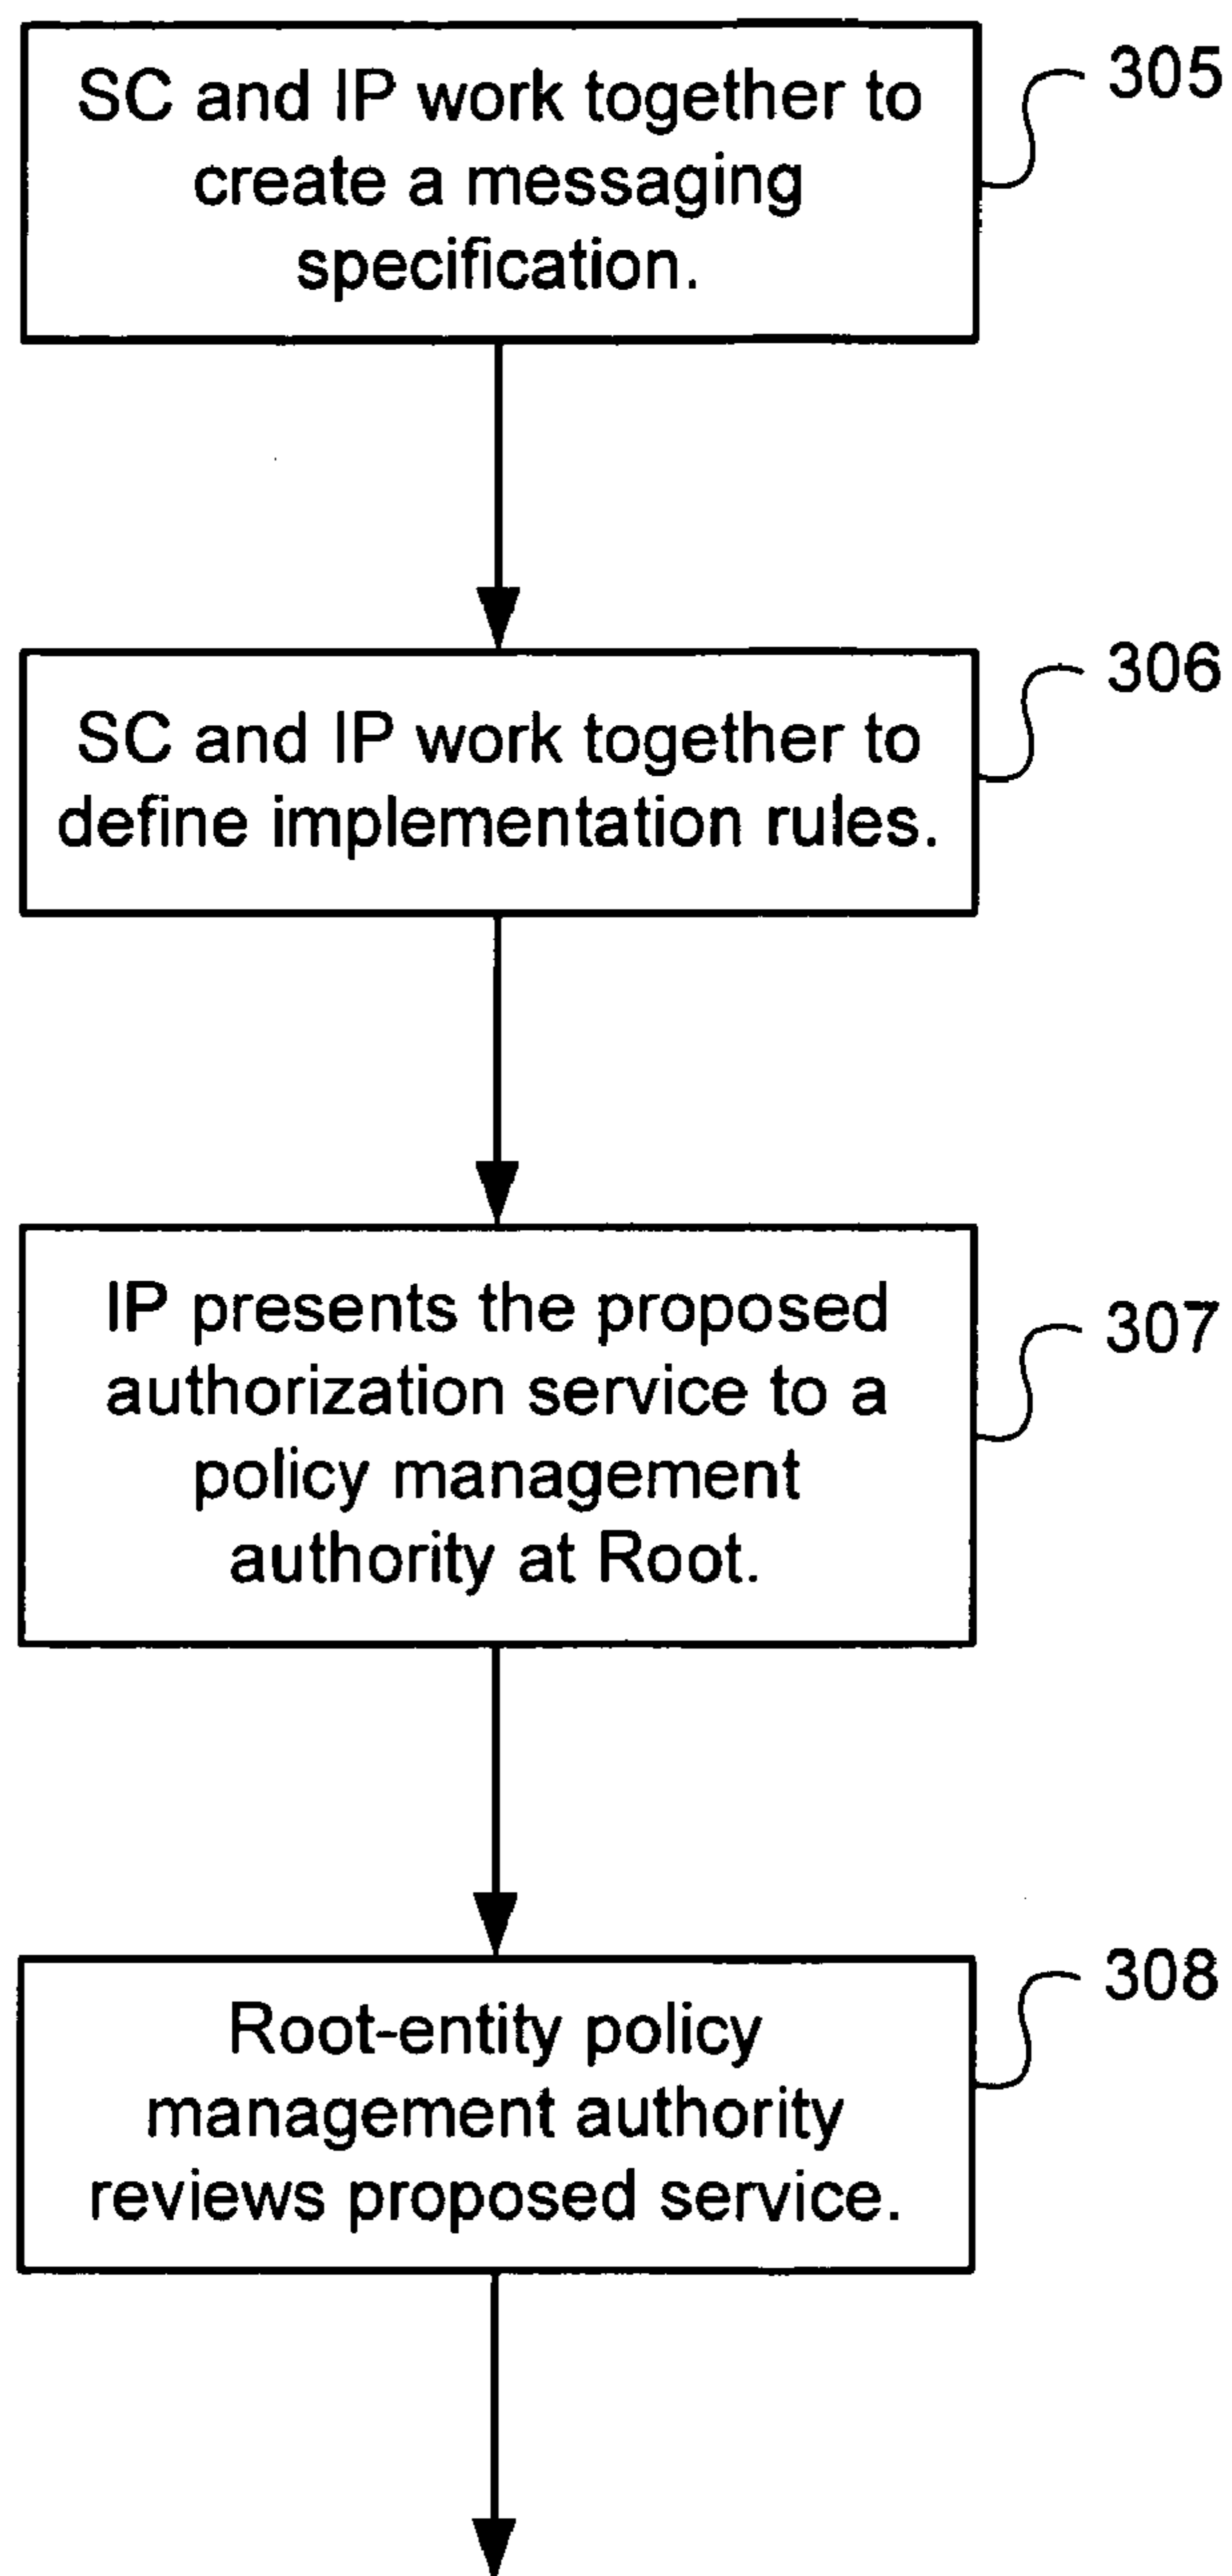 SC and IP work together to
create a messaging
specification.
305
SC and IP work together to
define implementation rules.
306
IP presents the proposed
authorization service to a
policy management
authority at Root.
307
Root-entity policy
management authority
reviews proposed service.
308